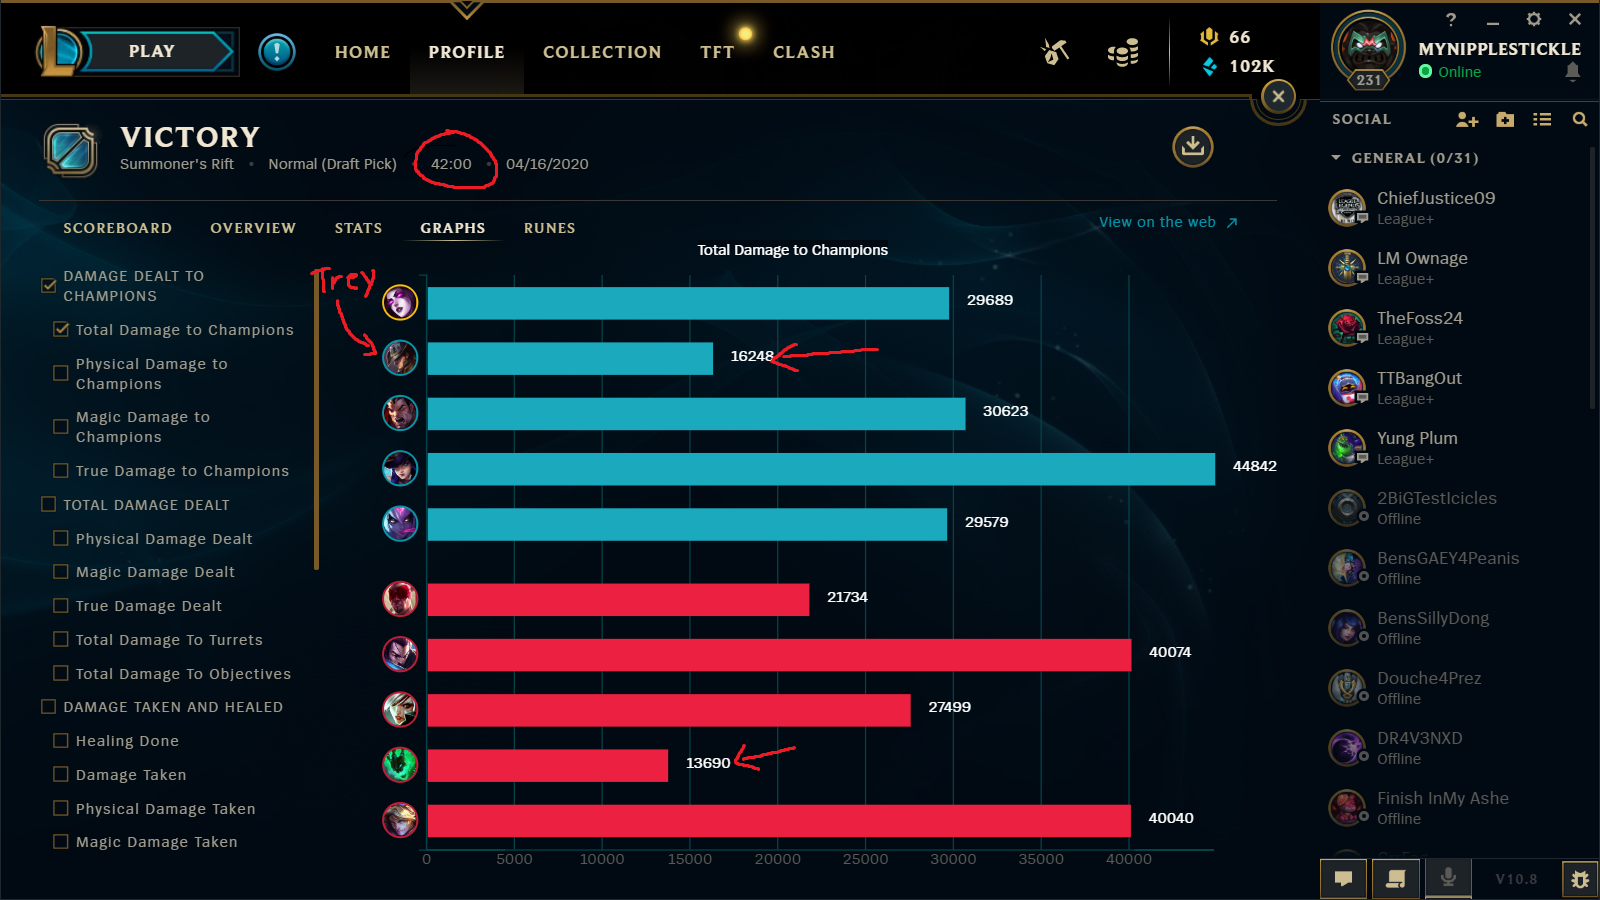 PLAY
HOME
PROFILE
COLLECTION
TFT
CLASH
66
102K
?
MYNIPPLESTICKLE
231
Online
VICTORY
Summoner's Rift • Normal (Draft Pick) • 42:00 • 04/16/2020
SCOREBOARD
OVERVIEW
STATS
GRAPHS
RUNES
View on the web
DAMAGE DEALT TO
CHAMPIONS
Total Damage to Champions
Physical Damage to
Champions
Magic Damage to
Champions
True Damage to Champions
TOTAL DAMAGE DEALT
Physical Damage Dealt
Magic Damage Dealt
True Damage Dealt
Total Damage To Turrets
Total Damage To Objectives
DAMAGE TAKEN AND HEALED
Healing Done
Damage Taken
Physical Damage Taken
Magic Damage Taken
Trey
Total Damage to Champions
29689
16248
30623
44842
29579
21734
40074
27499
13690
40040
0 5000 10000 15000 20000 25000 30000 35000 40000
SOCIAL
GENERAL (0/31)
ChiefJustice09
League+
LM Ownage
League+
TheFoss24
League+
TTBangOut
League+
Yung Plum
League+
2BiGTestIcicles
Offline
BensGAEY4Peanis
Offline
BensSillyDong
Offline
Douche4Prez
Offline
DR4V3NXD
Offline
Finish InMy Ashe
Offline
V10.8